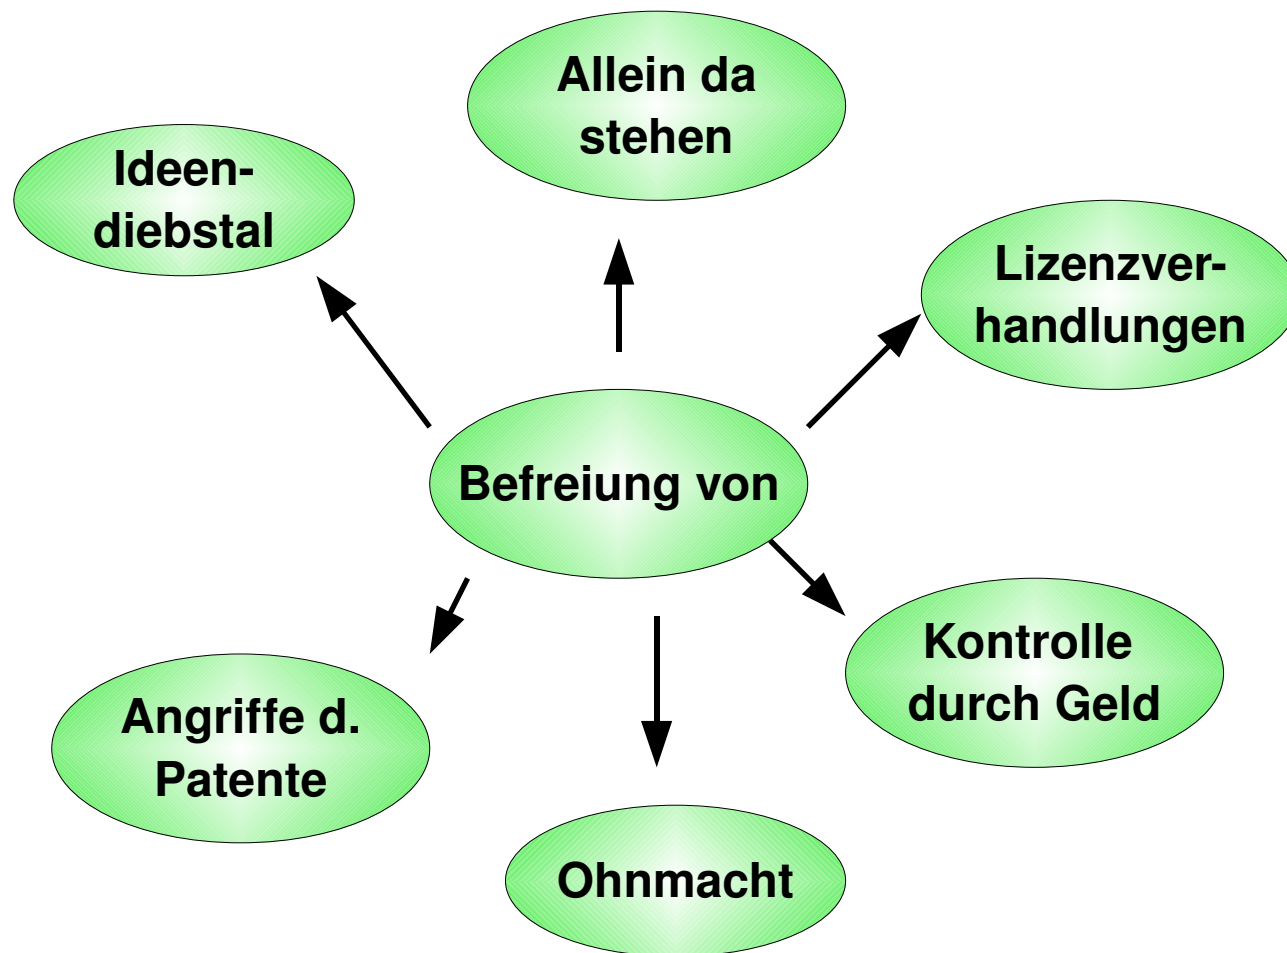 Allein da
stehen
Ideen-
diebstal
Lizenzver-
handlungen
Befreiung von
Kontrolle
durch Geld
Angriffe d.
Patente
Ohnmacht